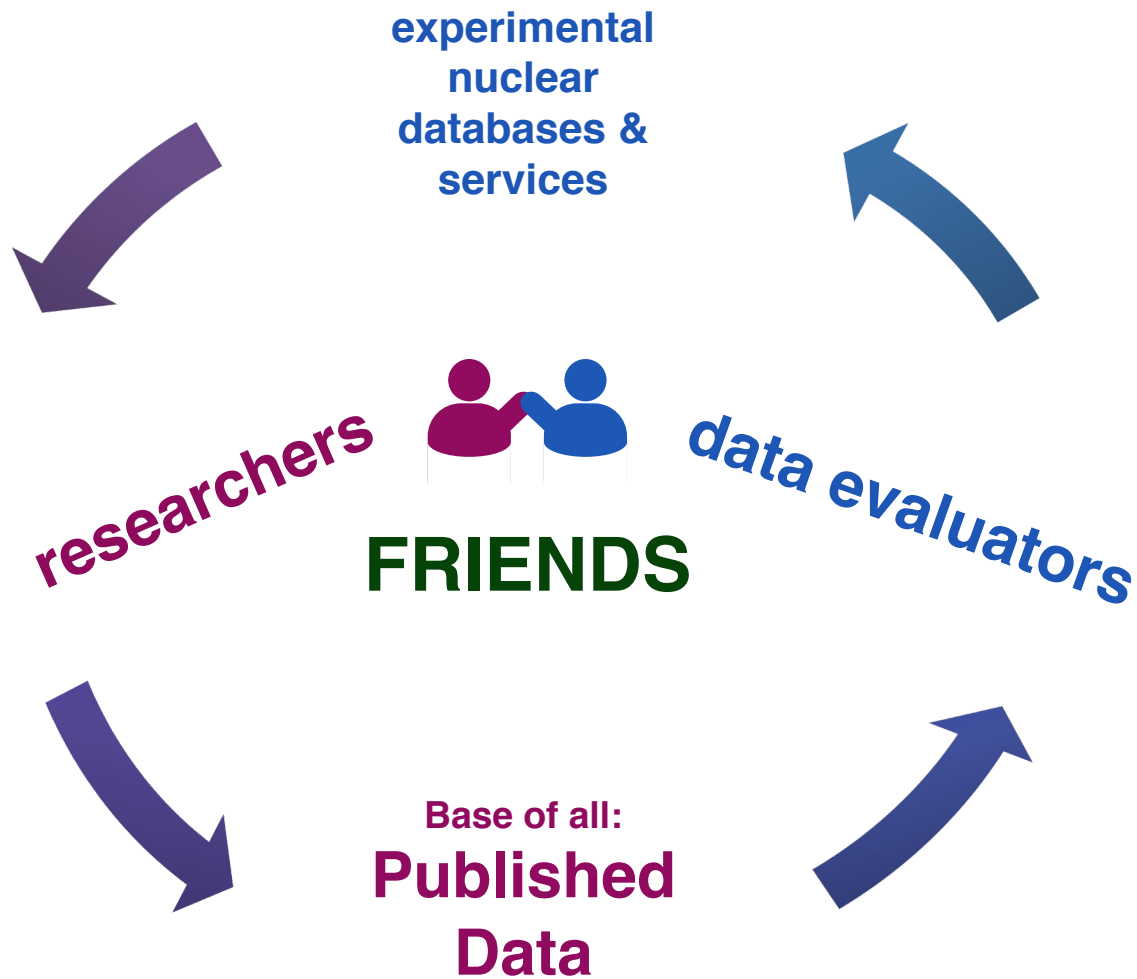 experimental
nuclear
databases &
services
researchers
data evaluators
FRIENDS
Base of all:
Published
Data